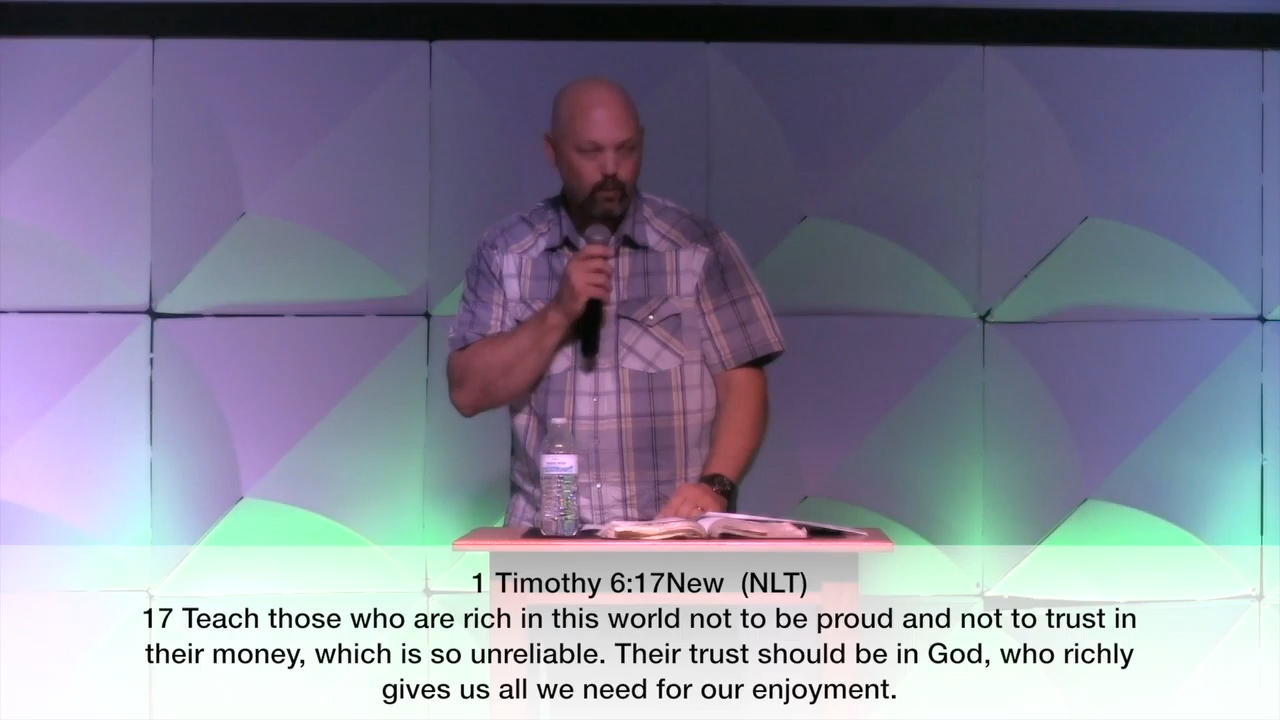 1 Timothy 6:17New  (NLT)
17 Teach those who are rich in this world not to be proud and not to trust in
their money, which is so unreliable. Their trust should be in God, who richly
gives us all we need for our enjoyment.